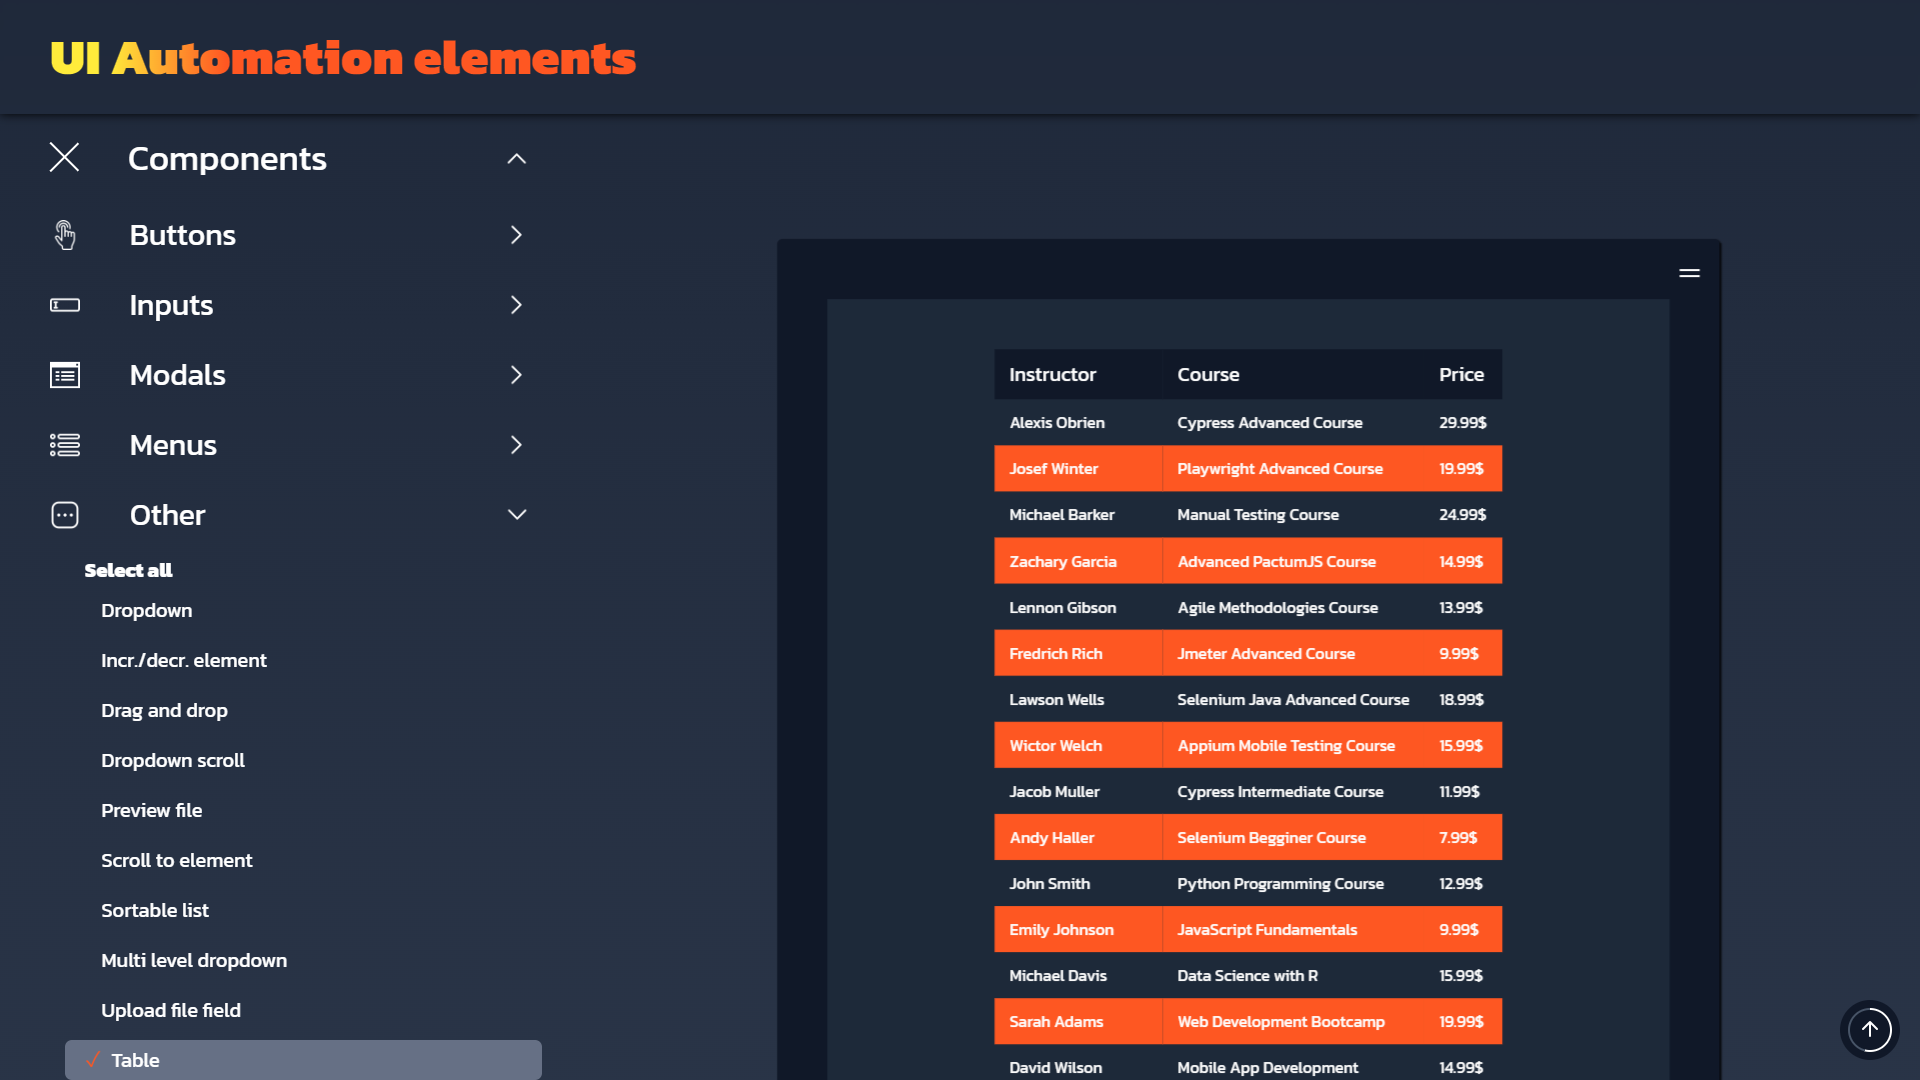 UI Automation elements
Components
Buttons
Inputs
Modals
Menus
Other
Select all
Dropdown
Incr./decr. element
Drag and drop
Dropdown scroll
Preview file
Scroll to element
Sortable list
Multi level dropdown
Upload file field
Table
Instructor Course Price
Alexis Obrien Cypress Advanced Course 29.99$
Josef Winter Playwright Advanced Course 19.99$
Michael Barker Manual Testing Course 24.99$
Zachary Garcia Advanced PactumJS Course 14.99$
Lennon Gibson Agile Methodologies Course 13.99$
Fredrich Rich Jmeter Advanced Course 9.99$
Lawson Wells Selenium Java Advanced Course 18.99$
Wictor Welch Appium Mobile Testing Course 15.99$
Jacob Muller Cypress Intermediate Course 11.99$
Andy Haller Selenium Begginer Course 7.99$
John Smith Python Programming Course 12.99$
Emily Johnson JavaScript Fundamentals 9.99$
Michael Davis Data Science with R 15.99$
Sarah Adams Web Development Bootcamp 19.99$
David Wilson Mobile App Development 14.99$